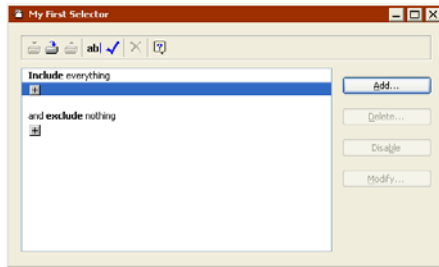 My First Selector
ab|
Include everything
Add...
and exclude nothing
Delete...
Disable
Modify...